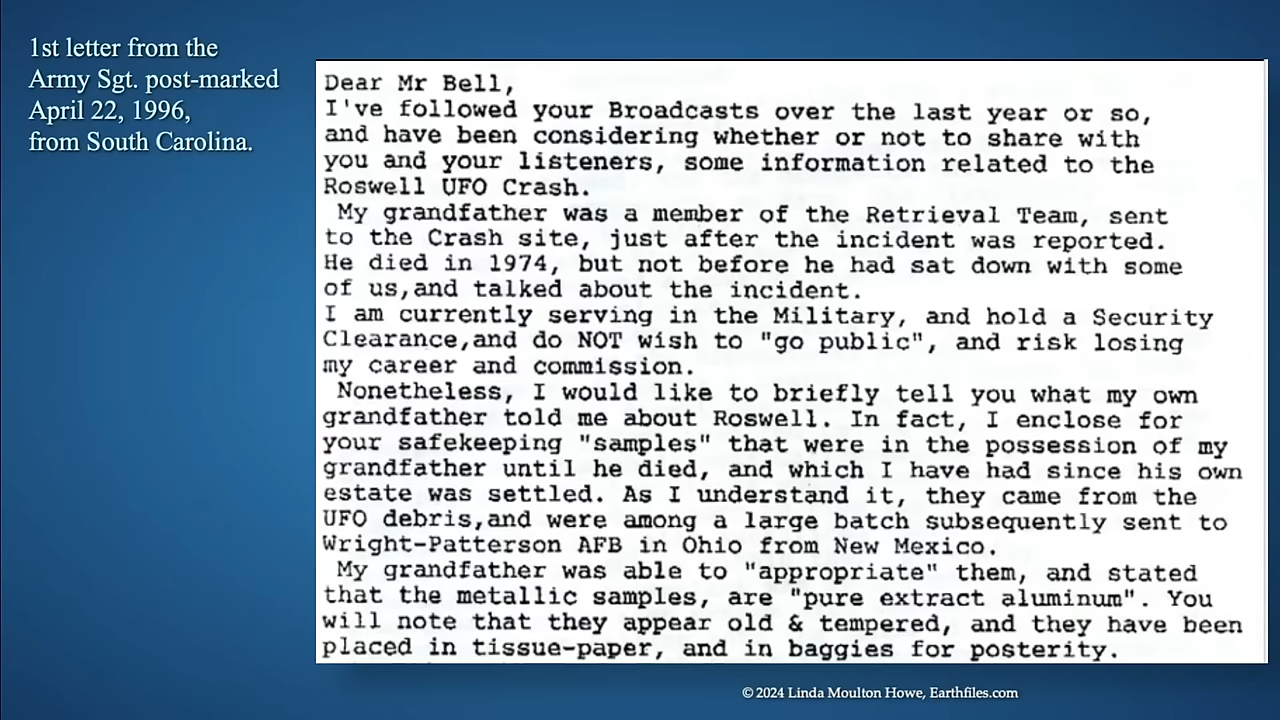 1st letter from the
Army Sgt. post-marked
April 22, 1996,
from South Carolina.
Dear Mr Bell,
I've followed your Broadcasts over the last year or so,
and have been considering whether or not to share with
you and your listeners, some information related to the
Roswell UFO Crash.
My grandfather was a member of the Retrieval Team, sent
to the Crash site, just after the incident was reported.
He died in 1974, but not before he had sat down with some
of us,and talked about the incident.
I am currently serving in the Military, and hold a Security
Clearance,and do NOT wish to "go public", and risk losing
my career and commission.
Nonetheless, I would like to briefly tell you what my own
grandfather told me about Roswell. In fact, I enclose for
your safekeeping "samples" that were in the possession of my
grandfather until he died, and which I have had since his own
estate was settled. As I understand it, they came from the
UFO debris,and were among a large batch subsequently sent to
Wright-Patterson AFB in Ohio from New Mexico.
My grandfather was able to "appropriate" them, and stated
that the metallic samples, are "pure extract aluminum". You
will note that they appear old & tempered, and they have been
placed in tissue-paper, and in baggies for posterity.
© 2024 Linda Moulton Howe, Earthfiles.com